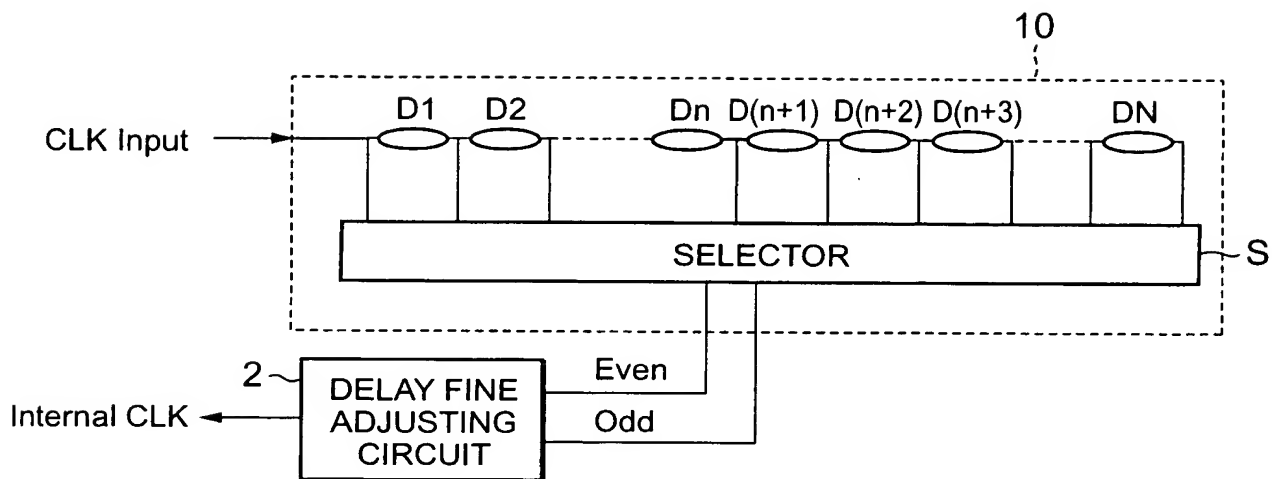 10
D1 D2 Dn D(n+1) D(n+2) D(n+3) DN
CLK Input
SELECTOR
S
2
Even
DELAY FINE
ADJUSTING
CIRCUIT
Internal CLK
Odd